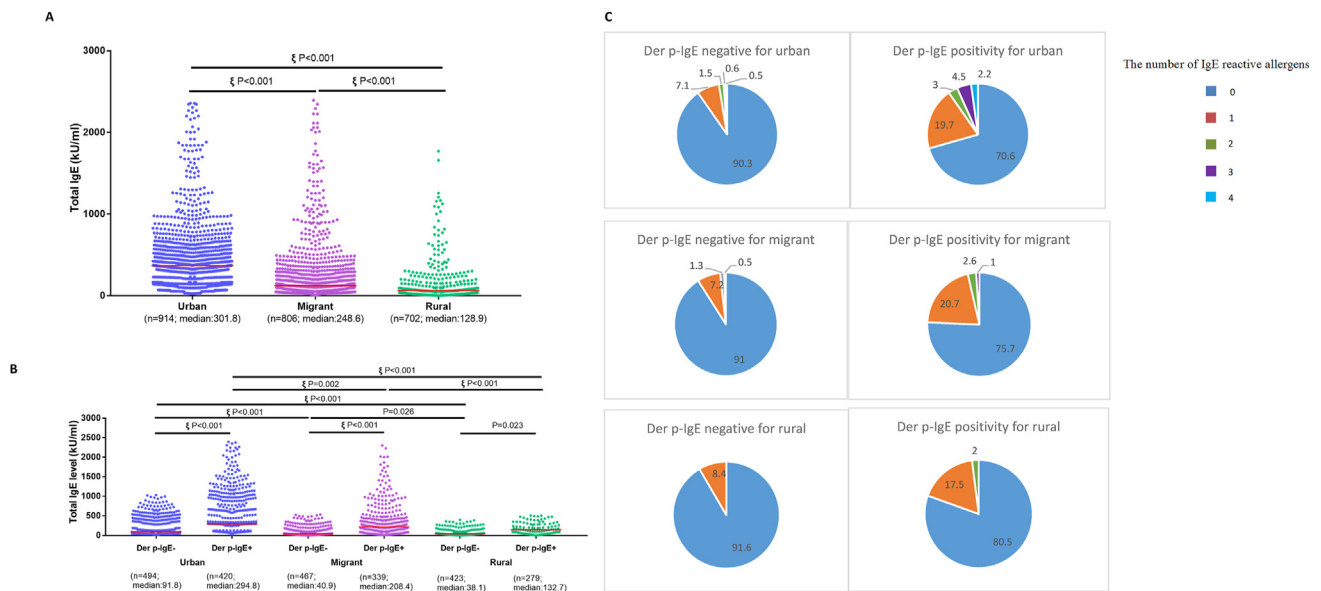 A
3000
2000
1000
0
Total IgE (kU/ml)
ξ P<0.001
ξ P<0.001
ξ P<0.001
Urban
(n=914; median:301.8)
Migrant
(n=806; median:248.6)
Rural
(n=702; median:128.9)
B
ξ P<0.001
ξ P=0.002
ξ P<0.001
ξ P<0.001
ξ P<0.001
P=0.026
ξ P<0.001
ξ P<0.001
P=0.023
3000
2500
2000
1500
1000
500
0
Total IgE level (kU/ml)
Der p-IgE-
Der p-IgE+
Der p-IgE-
Der p-IgE+
Der p-IgE-
Der p-IgE+
Urban
Migrant
Rural
(n=494;
median:91.8)
(n=420;
median:294.8)
(n=467;
median:40.9)
(n=339;
median:208.4)
(n=423;
median:38.1)
(n=279;
median:132.7)
C
Der p-IgE negative for urban
7.1
1.5
0.6
0.5
90.3
Der p-IgE positivity for urban
3
4.5
2.2
19.7
70.6
The number of IgE reactive allergens
0
1
2
3
4
Der p-IgE negative for migrant
1.3
0.5
7.2
91
Der p-IgE positivity for migrant
2.6
1
20.7
75.7
Der p-IgE negative for rural
8.4
91.6
Der p-IgE positivity for rural
2
17.5
80.5